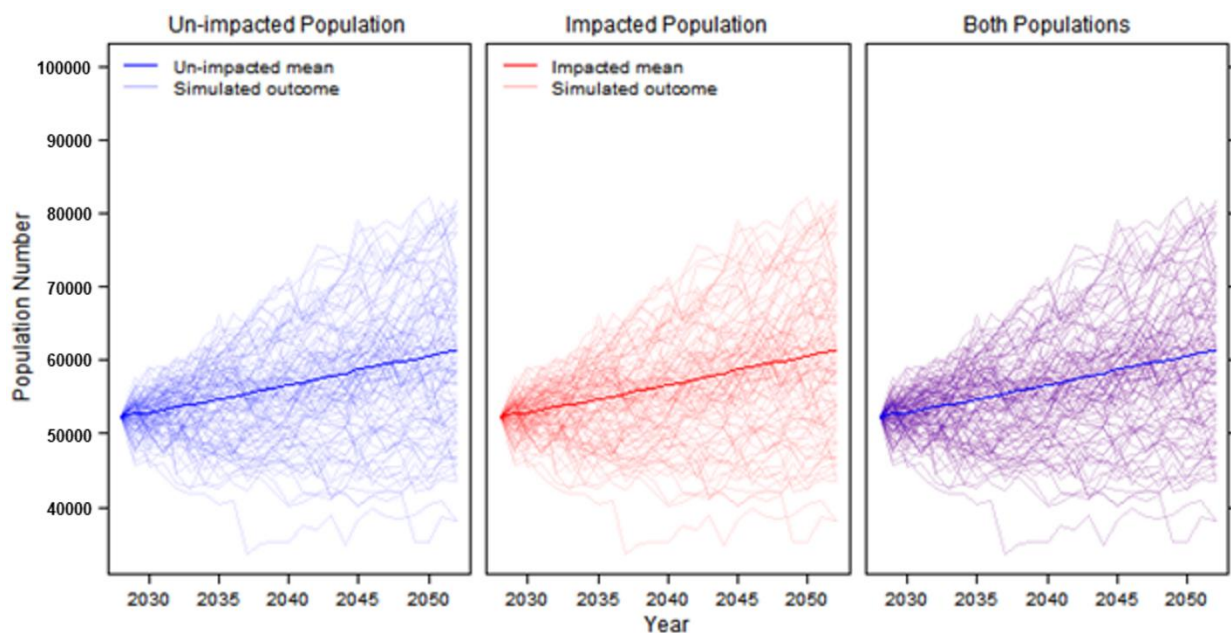 Un-impacted Population
Impacted Population
Both Populations
Un-impacted mean
Simulated outcome
Impacted mean
Simulated outcome
Population Number
100000
90000
80000
70000
60000
50000
40000
2030 2035 2040 2045 2050
2030 2035 2040 2045 2050
2030 2035 2040 2045 2050
Year